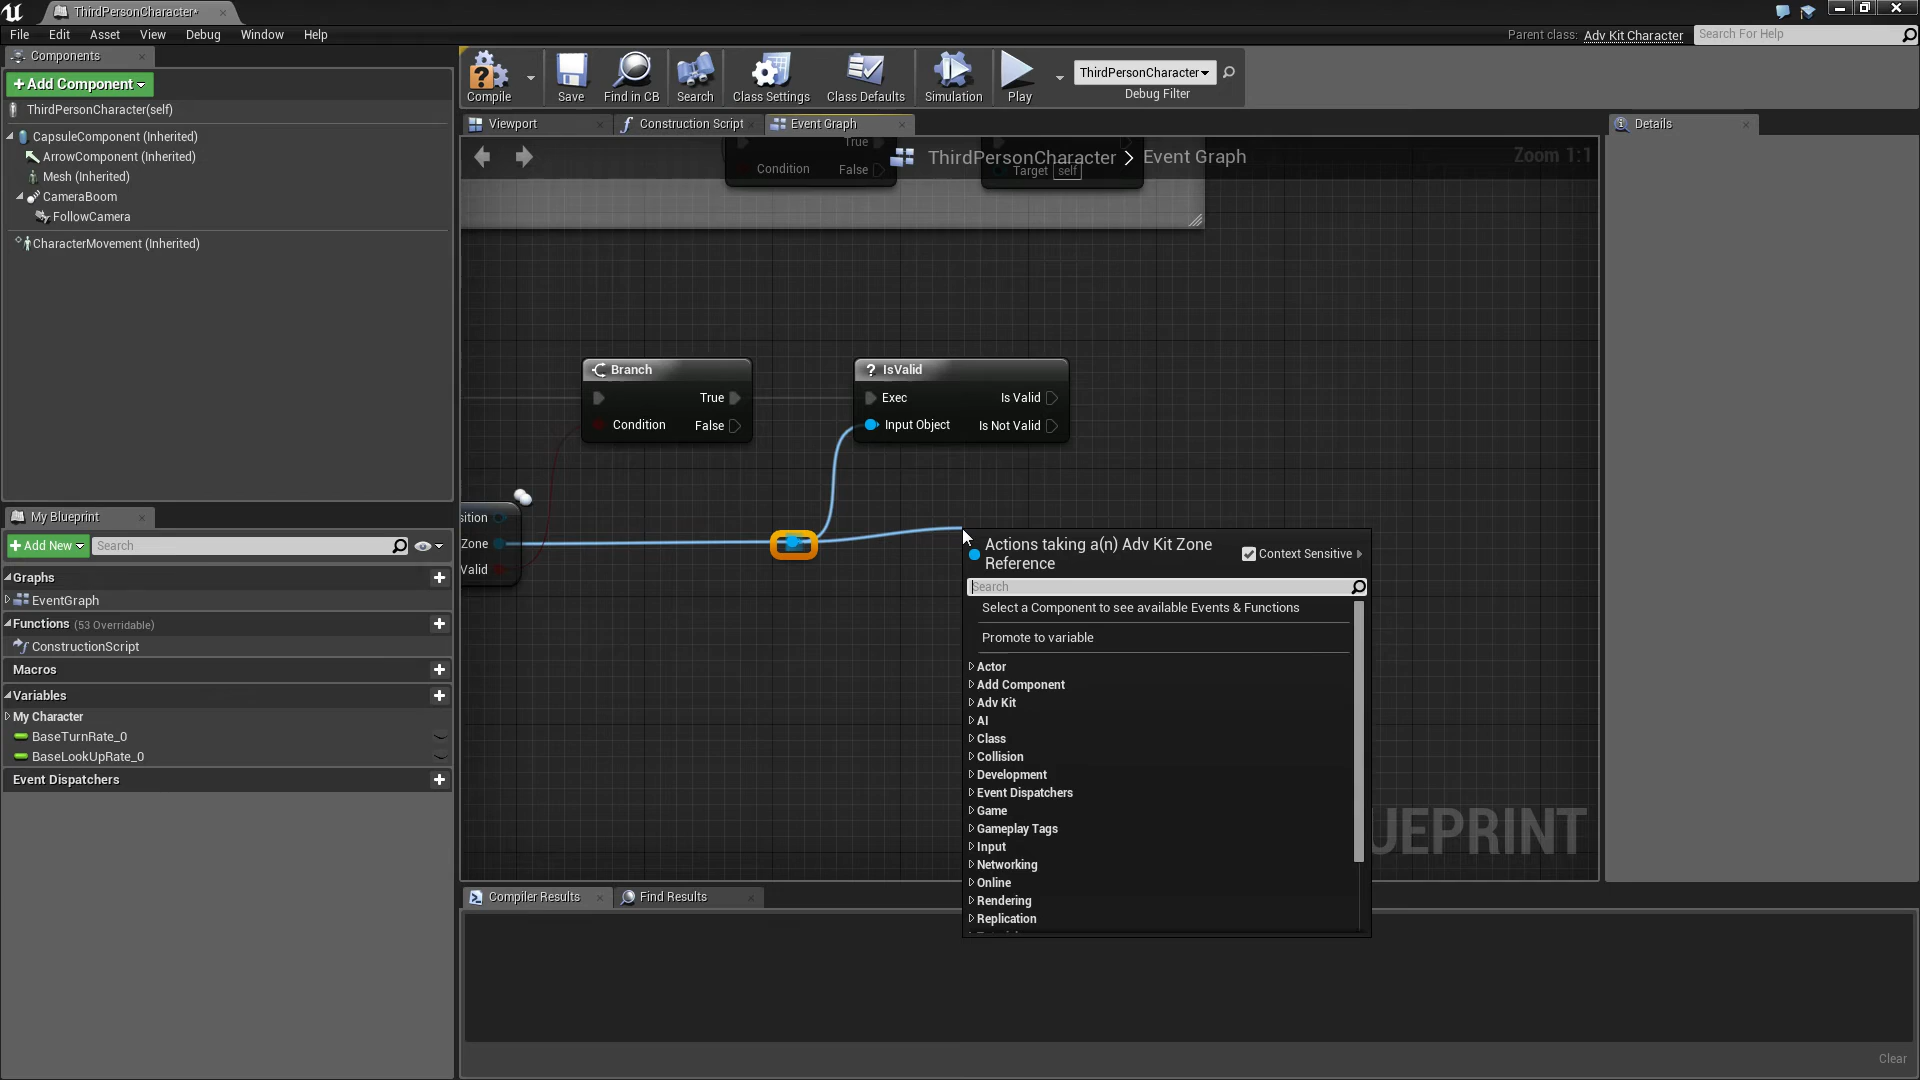 ThirdPersonCharacter*
File Edit Asset View Debug Window Help
Parent class: Adv Kit Character Search For Help
Components
+Add Component
ThirdPersonCharacter(self)
CapsuleComponent (Inherited)
ArrowComponent (Inherited)
Mesh (Inherited)
CameraBoom
FollowCamera
CharacterMovement (Inherited)
Compile Save Find in CB Search Class Settings Class Defaults Simulation Play
ThirdPersonCharacter
Debug Filter
Viewport Construction Script Event Graph
ThirdPersonCharacter > Event Graph
Zoom 1:1
True
Condition False
Target self
Branch
True
Condition False
? IsValid
Exec Is Valid
Input Object Is Not Valid
sition
Zone
Valid
Actions taking a(n) Adv Kit Zone
Reference
Context Sensitive
Search
Select a Component to see available Events & Functions
Promote to variable
Actor
Add Component
Adv Kit
AI
Class
Collision
Development
Event Dispatchers
Game
Gameplay Tags
Input
Networking
Online
Rendering
Replication
UEPRINT
Details
My Blueprint
+Add New Search
Graphs
EventGraph
Functions (53 Overridable)
ConstructionScript
Macros
Variables
My Character
BaseTurnRate_0
BaseLookUpRate_0
Event Dispatchers
Compiler Results Find Results
Clear